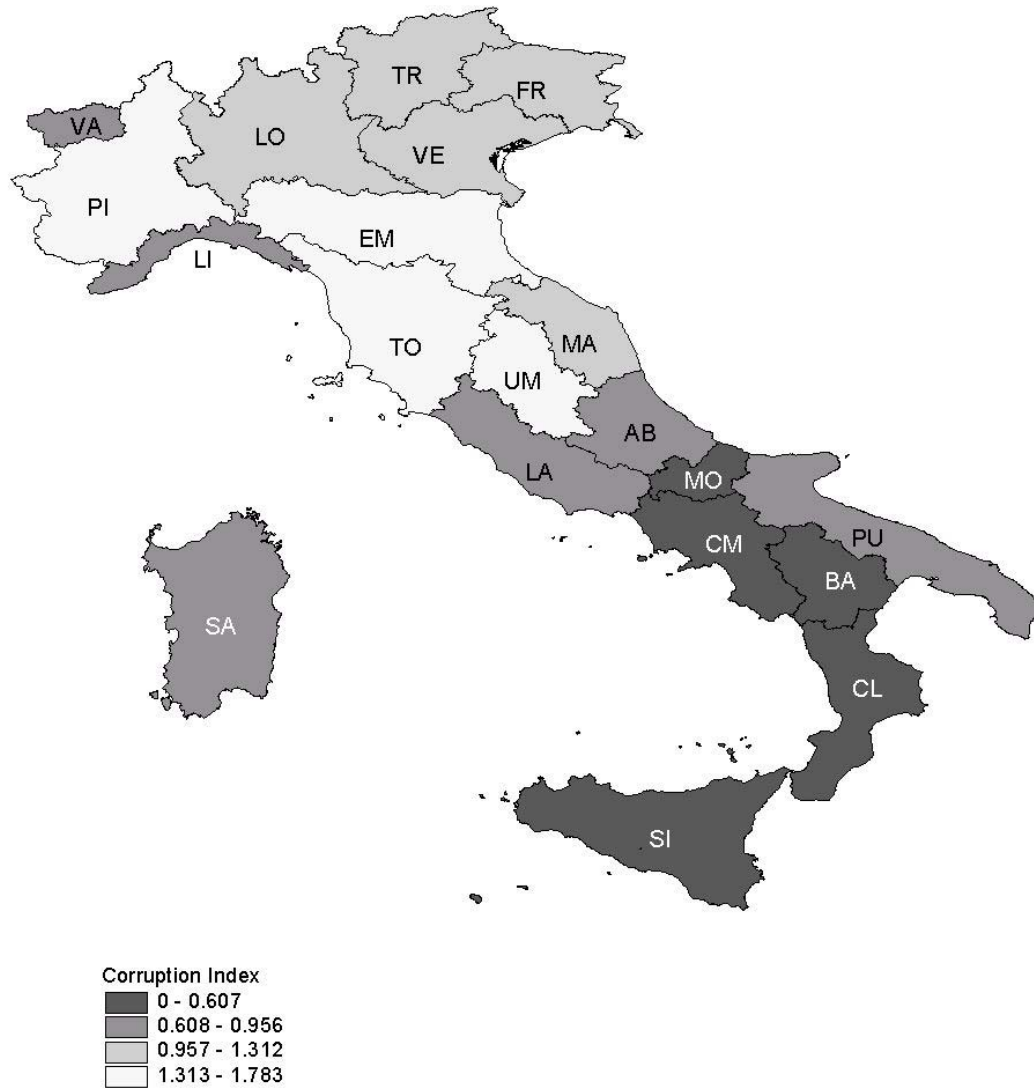 TR
FR
VA
LO
VE
PI
EM
LI
TO
MA
UM
AB
LA
MO
CM
PU
BA
SA
CL
SI
Corruption Index
0 - 0.607
0.608 - 0.956
0.957 - 1.312
1.313 - 1.783